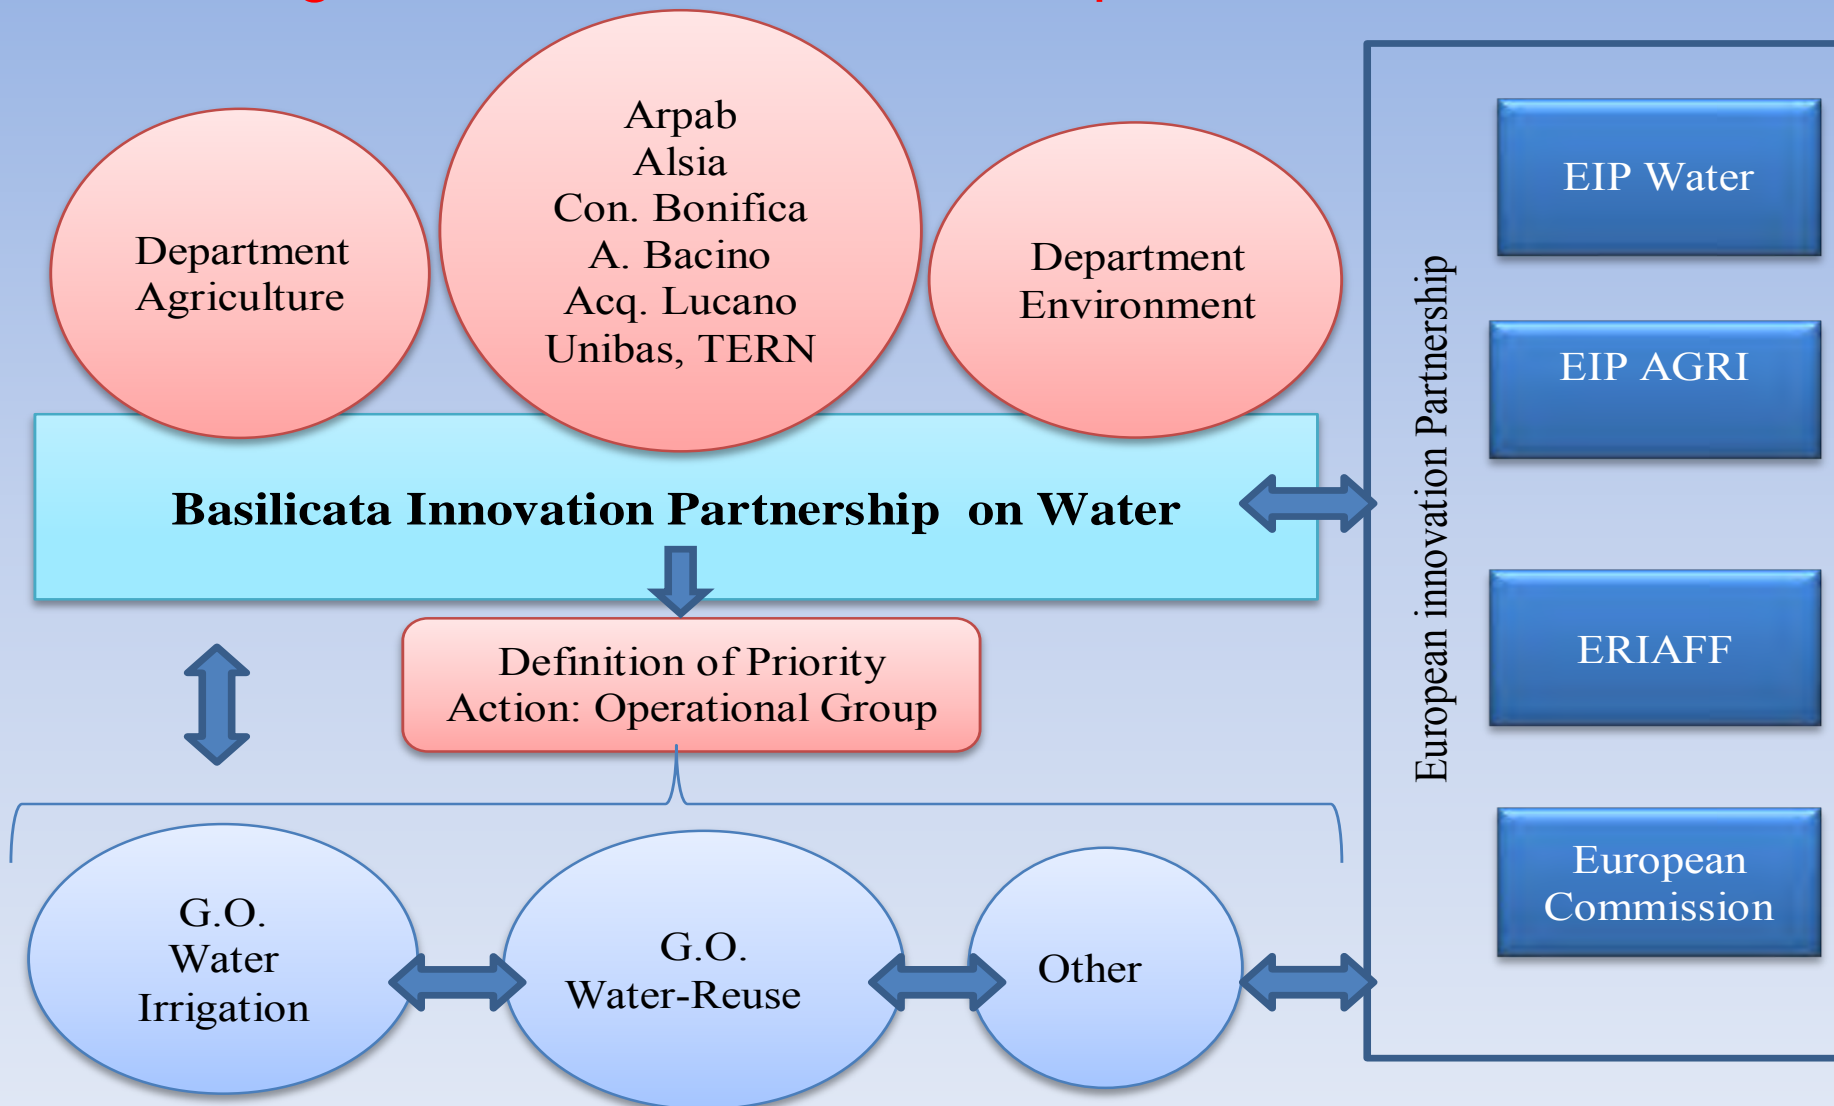 Department
Agriculture
Arpab
Alsia
Con. Bonifica
A. Bacino
Acq. Lucano
Unibas, TERN
Department
Environment
Basilicata Innovation Partnership on Water
Definition of Priority
Action: Operational Group
G.O.
Water
Irrigation
G.O.
Water-Reuse
Other
European innovation Partnership
EIP Water
EIP AGRI
ERIAFF
European
Commission